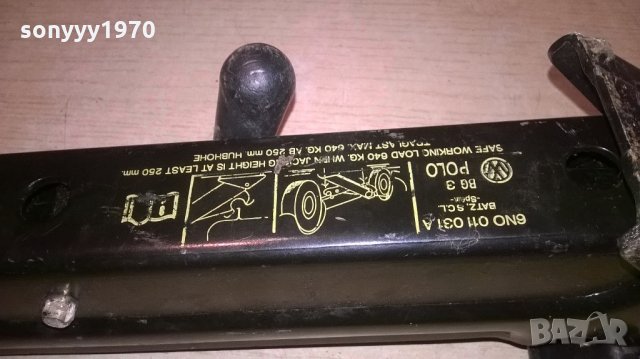 sonyyy1970
6N0 011 031 A
BATZ. S.C.L.
-Spain-
BG 3
POLO
SAFE WORKING LOAD 640 KG. WHEN JACKING HEIGHT IS AT LEAST 250 mm.
TRAGLAST MAX. 640 KG. AB 250 mm. HUBHÖHE
BAZAR